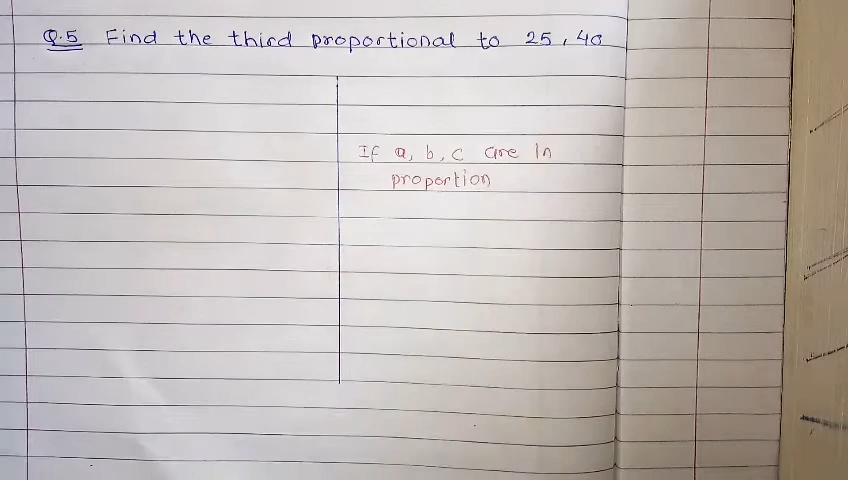 Q.5 Find the third proportional to 25, 40
If a, b, c are in
proportion